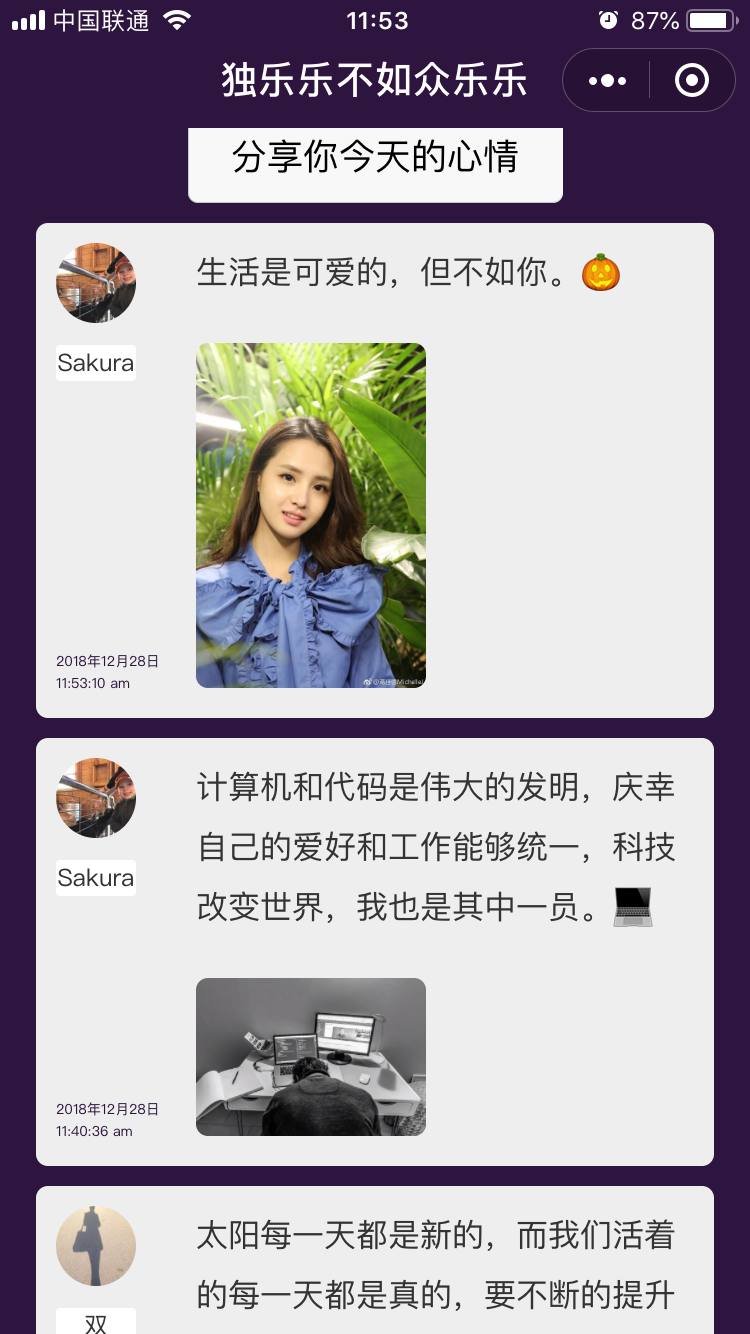 中国联通
11:53
87%
独乐乐不如众乐乐
分享你今天的心情
生活是可爱的，但不如你。🎃
Sakura
2018年12月28日
11:53:10 am
计算机和代码是伟大的发明，庆幸
自己的爱好和工作能够统一，科技
改变世界，我也是其中一员。💻
Sakura
2018年12月28日
11:40:36 am
太阳每一天都是新的，而我们活着
的每一天都是真的，要不断的提升
双